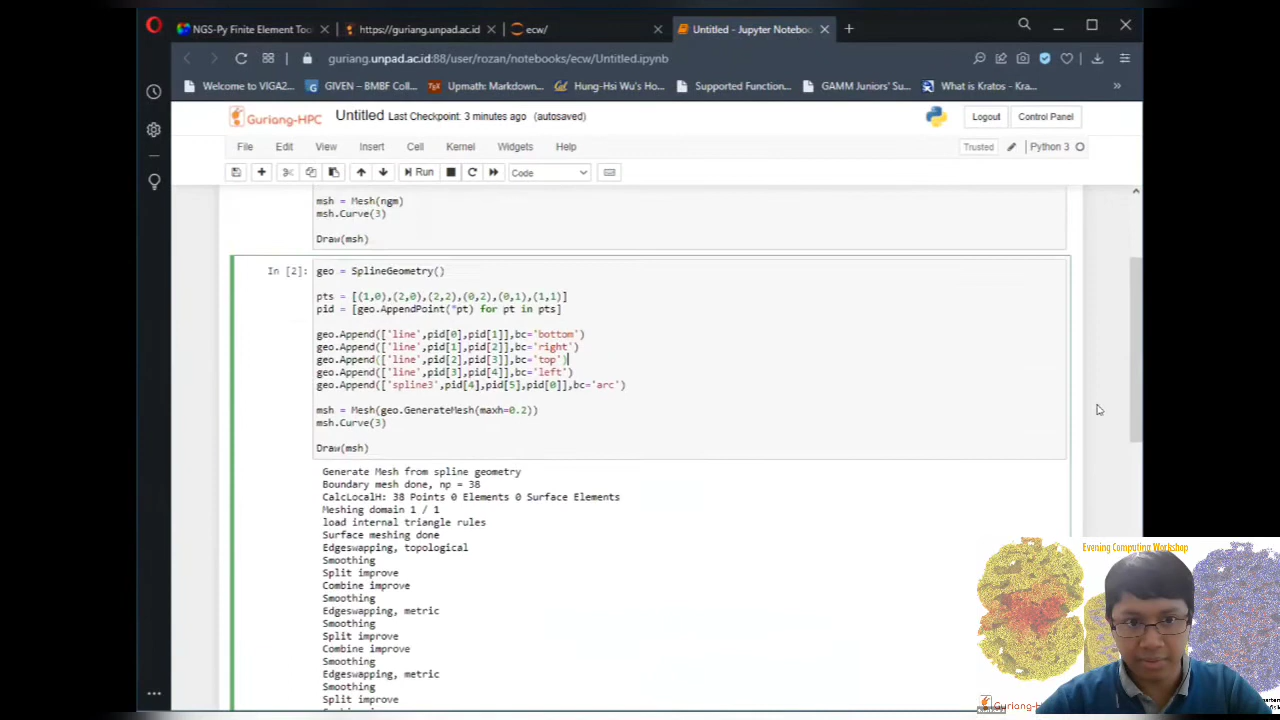 NGS-Py Finite Element Too
https://guriang.unpad.ac.id
ecw/
Untitled - Jupyter Noteboo
guriang.unpad.ac.id:88/user/rozan/notebooks/ecw/Untitled.ipynb
Welcome to VIGA2...
GIVEN – BMBF Coll...
Upmath: Markdown...
Hung-Hsi Wu's Ho...
Supported Function...
GAMM Juniors' Su...
What is Kratos - Kra...
Guriang-HPC
Untitled Last Checkpoint: 3 minutes ago (autosaved)
Logout
Control Panel
File Edit View Insert Cell Kernel Widgets Help
Trusted
Python 3
Run
Code
msh = Mesh(ngm)
msh.Curve(3)
Draw(msh)
In [2]:
geo = SplineGeometry()
pts = [(1,0),(2,0),(2,2),(0,2),(0,1),(1,1)]
pid = [geo.AppendPoint(*pt) for pt in pts]
geo.Append(['line',pid[0],pid[1]],bc='bottom')
geo.Append(['line',pid[1],pid[2]],bc='right')
geo.Append(['line',pid[2],pid[3]],bc='top')
geo.Append(['line',pid[3],pid[4]],bc='left')
geo.Append(['spline3',pid[4],pid[5],pid[0]],bc='arc')
msh = Mesh(geo.GenerateMesh(maxh=0.2))
msh.Curve(3)
Draw(msh)
Generate Mesh from spline geometry
Boundary mesh done, np = 38
CalcLocalH: 38 Points 0 Elements 0 Surface Elements
Meshing domain 1 / 1
load internal triangle rules
Surface meshing done
Edgeswapping, topological
Smoothing
Split improve
Combine improve
Smoothing
Edgeswapping, metric
Smoothing
Split improve
Combine improve
Smoothing
Edgeswapping, metric
Smoothing
Split improve
Evening Computing Workshop
Guriang-H